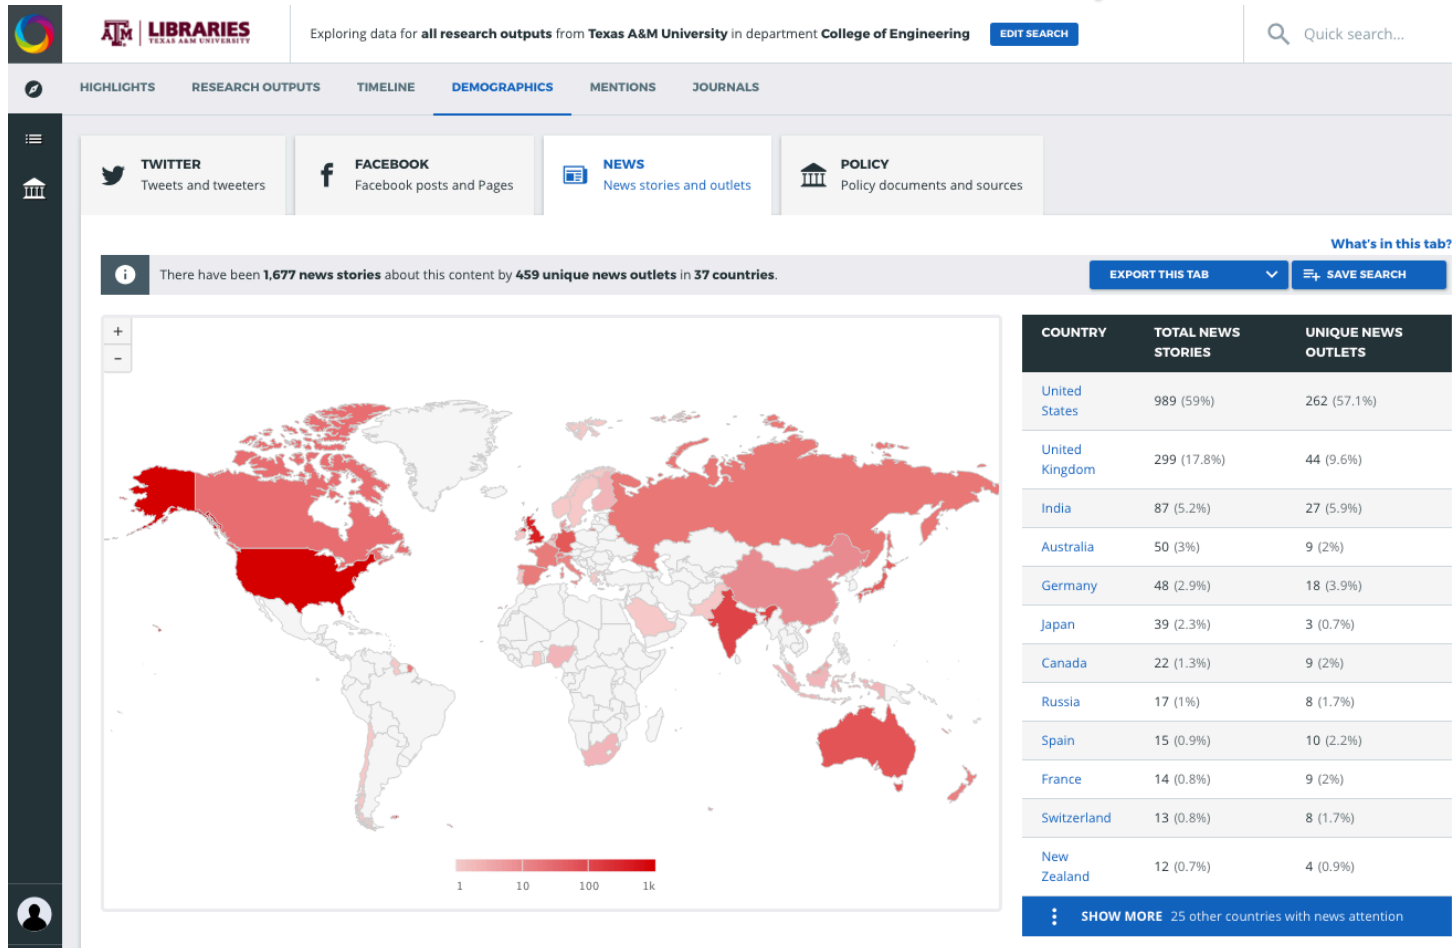 ĀM | LIBRARIES
TEXAS A&M UNIVERSITY
Exploring data for all research outputs from Texas A&M University in department College of Engineering
EDIT SEARCH
Quick search...
HIGHLIGHTS
RESEARCH OUTPUTS
TIMELINE
DEMOGRAPHICS
MENTIONS
JOURNALS
TWITTER
Tweets and tweeters
FACEBOOK
Facebook posts and Pages
NEWS
News stories and outlets
POLICY
Policy documents and sources
What's in this tab?
There have been 1,677 news stories about this content by 459 unique news outlets in 37 countries.
EXPORT THIS TAB
SAVE SEARCH
+
-
1 10 100 1k
COUNTRY TOTAL NEWS STORIES UNIQUE NEWS OUTLETS
United States 989 (59%) 262 (57.1%)
United Kingdom 299 (17.8%) 44 (9.6%)
India 87 (5.2%) 27 (5.9%)
Australia 50 (3%) 9 (2%)
Germany 48 (2.9%) 18 (3.9%)
Japan 39 (2.3%) 3 (0.7%)
Canada 22 (1.3%) 9 (2%)
Russia 17 (1%) 8 (1.7%)
Spain 15 (0.9%) 10 (2.2%)
France 14 (0.8%) 9 (2%)
Switzerland 13 (0.8%) 8 (1.7%)
New Zealand 12 (0.7%) 4 (0.9%)
SHOW MORE 25 other countries with news attention